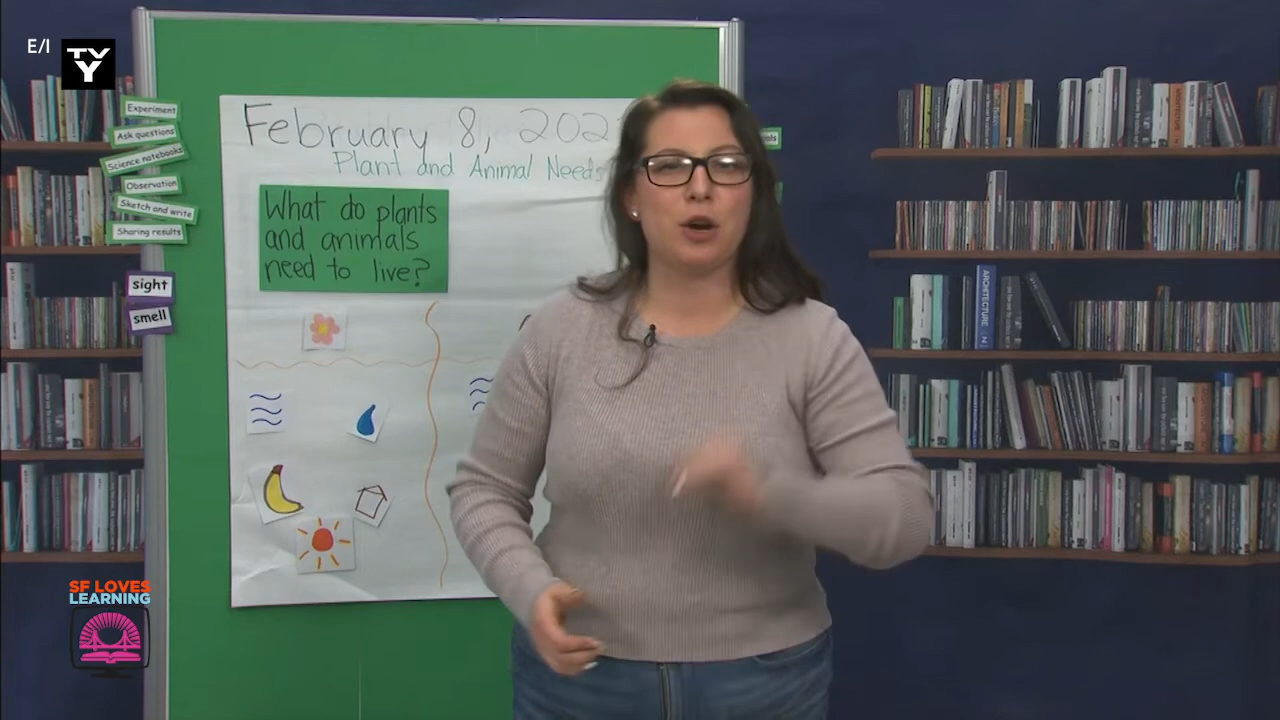 E/I
TV
Y
Experiment
Ask questions
Science notebooks
Observation
Sketch and write
Sharing results
sight
smell
February 8, 202
Plant and Animal Needs
What do plants
and animals
need to live?
ARCHITECTURE
SF LOVES
LEARNING